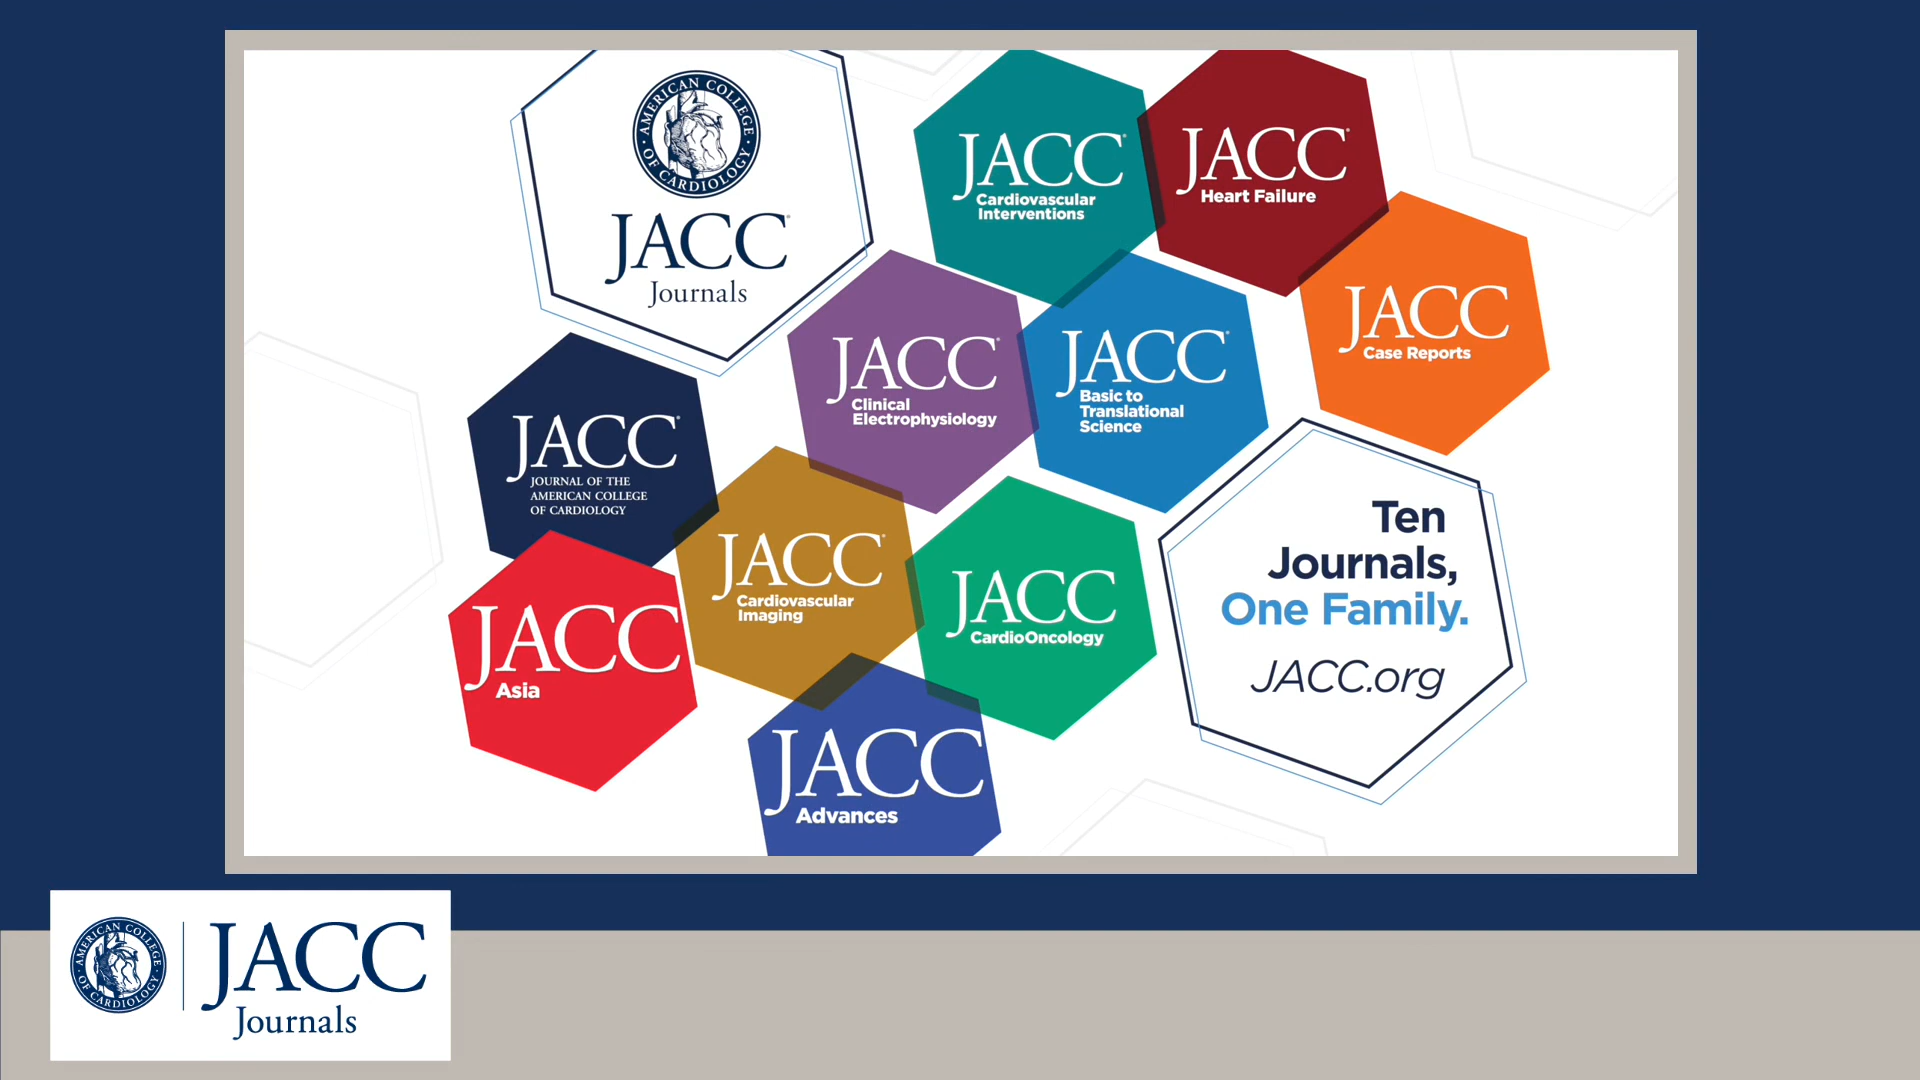 AMERICAN COLLEGE
OF CARDIOLOGY
JACC®
Journals
JACC®
Cardiovascular
Interventions
JACC®
Heart Failure
JACC
Case Reports
JACC®
Clinical
Electrophysiology
JACC®
Basic to
Translational
Science
JACC®
JOURNAL OF THE
AMERICAN COLLEGE
OF CARDIOLOGY
JACC®
Cardiovascular
Imaging
JACC
CardioOncology
JACC
Asia
JACC
Advances
Ten
Journals,
One Family.
JACC.org
AMERICAN COLLEGE
OF CARDIOLOGY
JACC
Journals